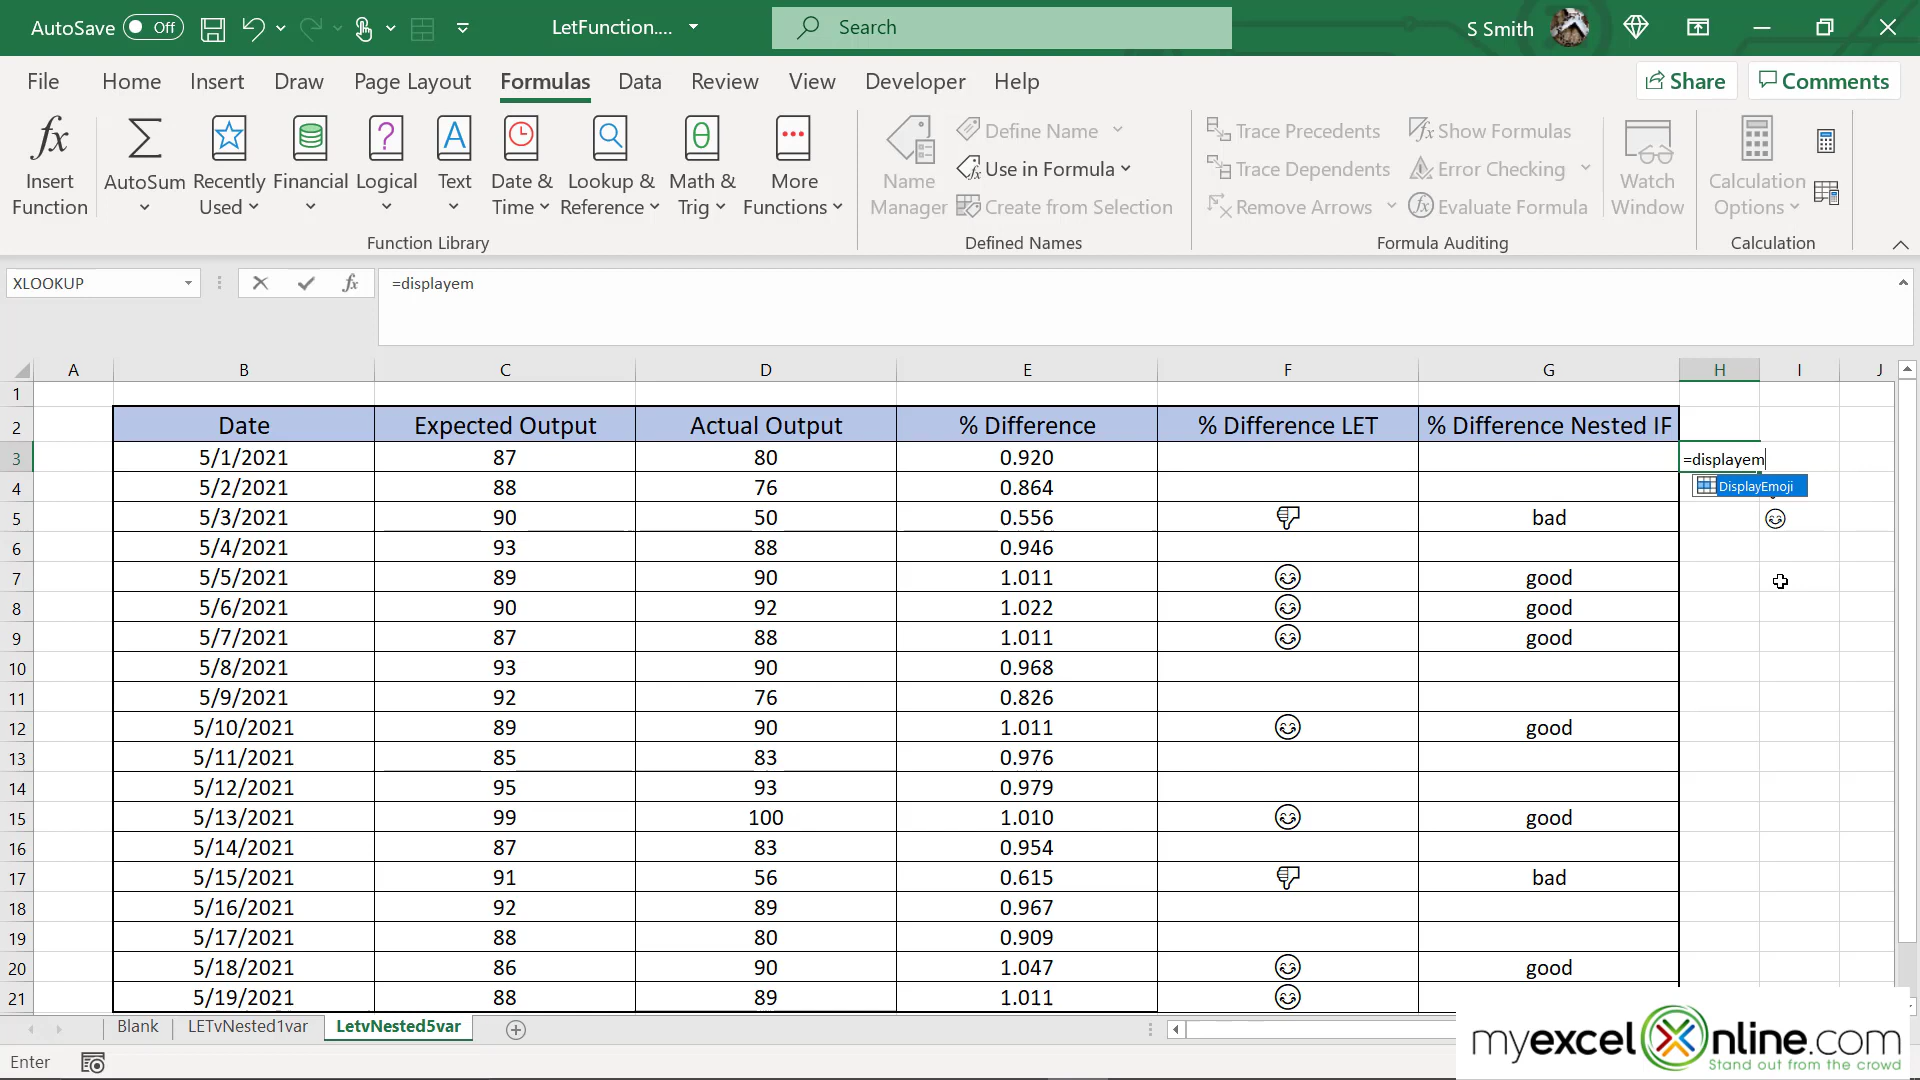 AutoSave Off LetFunction.... Search S Smith
File Home Insert Draw Page Layout Formulas Data Review View Developer Help Share Comments
Insert Function
AutoSum
Recently Used
Financial
Logical
Text
Date & Time
Lookup & Reference
Math & Trig
More Functions
Function Library
Name Manager
Define Name
Use in Formula
Create from Selection
Defined Names
Trace Precedents
Trace Dependents
Remove Arrows
Show Formulas
Error Checking
Evaluate Formula
Watch Window
Formula Auditing
Calculation Options
Calculation
XLOOKUP fx =displayem
A B C D E F G H I J
1
2 Date Expected Output Actual Output % Difference % Difference LET % Difference Nested IF
3 5/1/2021 87 80 0.920 =displayem
DisplayEmoji
4 5/2/2021 88 76 0.864
5 5/3/2021 90 50 0.556 👎 bad 😊
6 5/4/2021 93 88 0.946
7 5/5/2021 89 90 1.011 😊 good
8 5/6/2021 90 92 1.022 😊 good
9 5/7/2021 87 88 1.011 😊 good
10 5/8/2021 93 90 0.968
11 5/9/2021 92 76 0.826
12 5/10/2021 89 90 1.011 😊 good
13 5/11/2021 85 83 0.976
14 5/12/2021 95 93 0.979
15 5/13/2021 99 100 1.010 😊 good
16 5/14/2021 87 83 0.954
17 5/15/2021 91 56 0.615 👎 bad
18 5/16/2021 92 89 0.967
19 5/17/2021 88 80 0.909
20 5/18/2021 86 90 1.047 😊 good
21 5/19/2021 88 89 1.011 😊
Blank LETvNested1var LetvNested5var
Enter
myexcelOnline.com
Stand out from the crowd